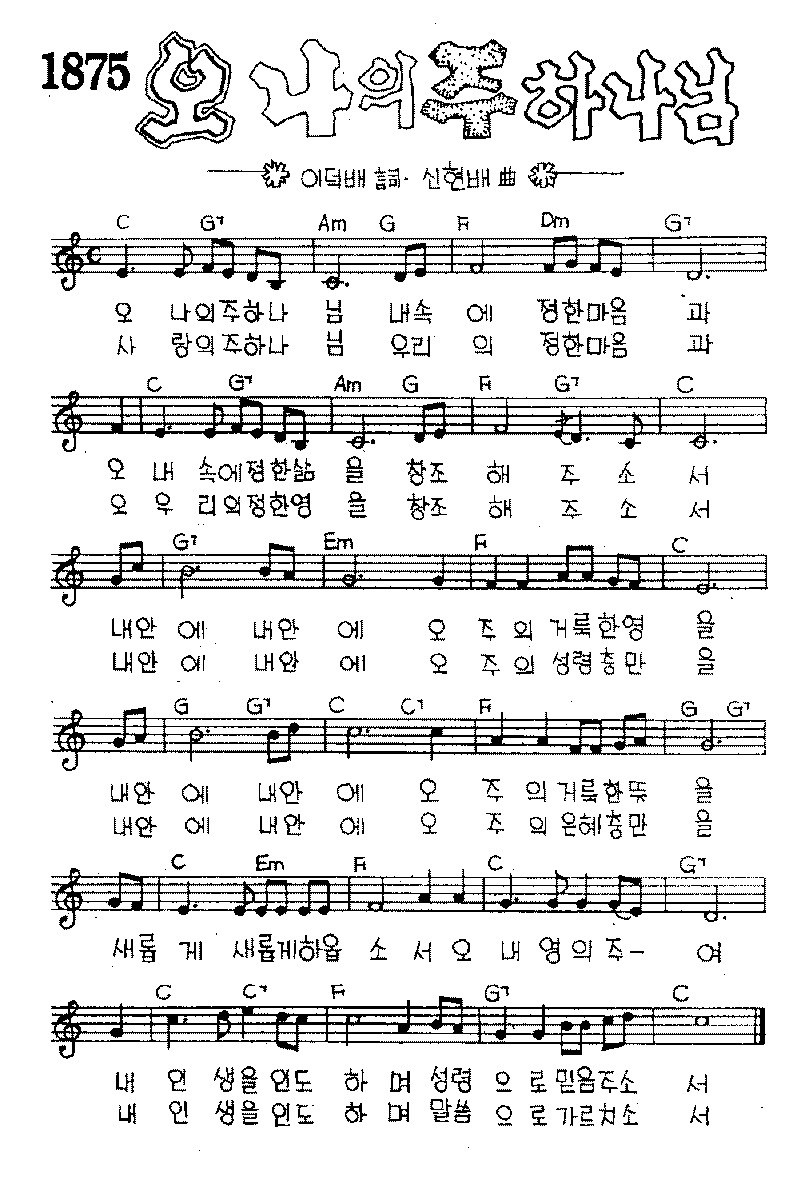 1875 오 나의 주 하나님
이덕배 詞· 신현배 曲
C G7 Am G F Dm G7
오 나의주하나 님 내속 에 정한마음 과
사 랑의주하나 님 우리 의 정한마음 과
C G7 Am G F G7 C
오 내 속에정한삶 을 창조 해 주 소 서
오 우 리의정한영 을 창조 해 주 소 서
G7 Em F C
내안 에 내안 에 오 주 의 거룩한영 을
내안 에 내안 에 오 주 의 성령충만 을
G G7 C C7 F G G7
내안 에 내안 에 오 주 의 거룩한뜻 을
내안 에 내안 에 오 주 의 은혜충만 을
C Em F C G7
새롭 게 새롭게하옵 소 서 오 내 영의주- 여
C C7 F G7 C
내 인 생을인도 하 며 성령 으 로믿음주소 서
내 인 생을인도 하 며 말씀 으 로가르치소 서